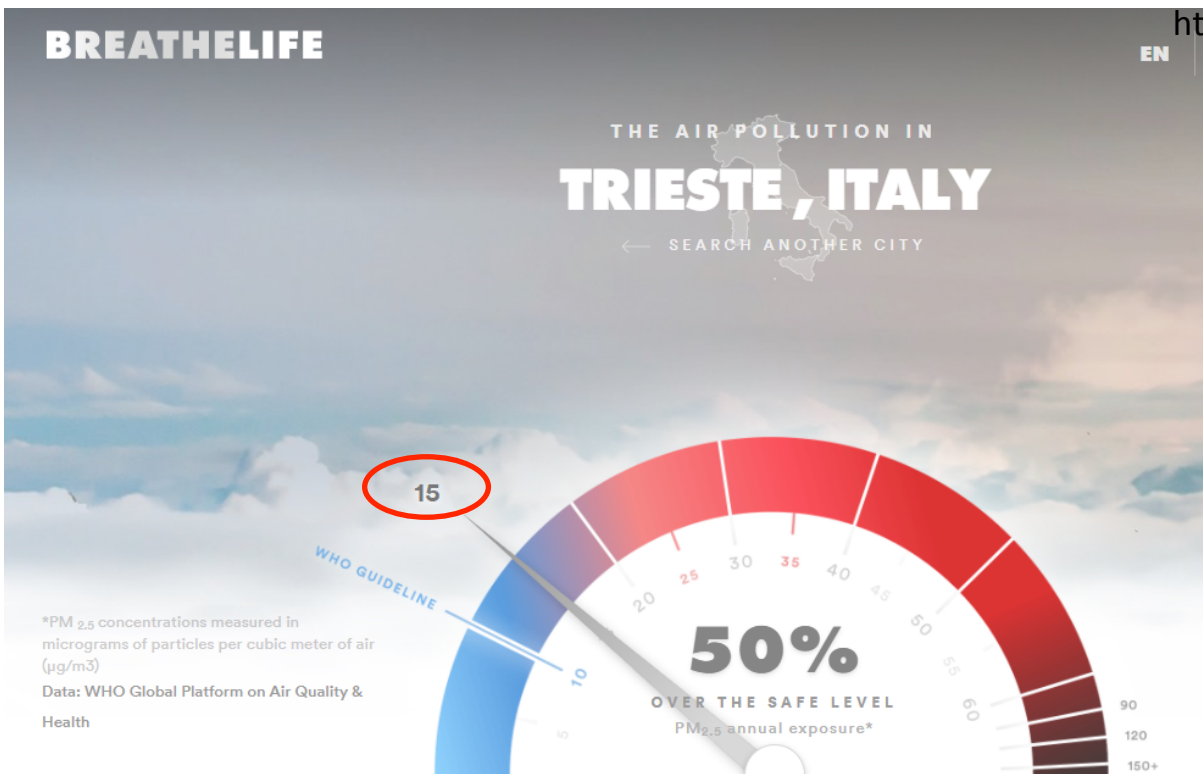 ht
BREATHELIFE
EN
THE AIR POLLUTION IN
TRIESTE, ITALY
← SEARCH ANOTHER CITY
15
WHO GUIDELINE
5
10
20
25
30
35
40
45
50
55
60
90
120
150+
50%
OVER THE SAFE LEVEL
PM2.5 annual exposure*
*PM 2.5 concentrations measured in
micrograms of particles per cubic meter of air
(μg/m3)
Data: WHO Global Platform on Air Quality &
Health